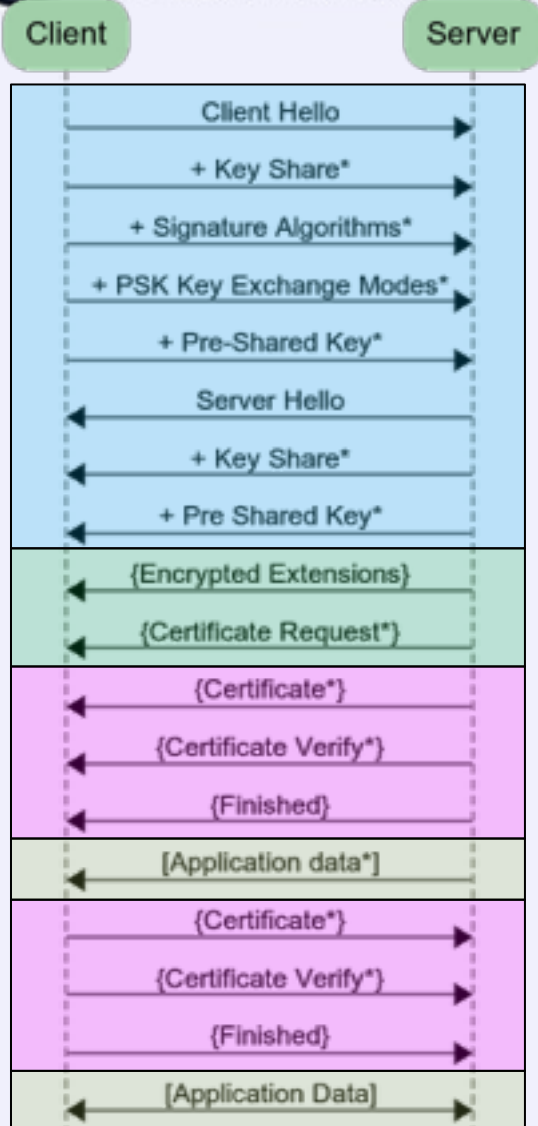 Client
Server
Client Hello
+ Key Share*
+ Signature Algorithms*
+ PSK Key Exchange Modes*
+ Pre-Shared Key*
Server Hello
+ Key Share*
+ Pre Shared Key*
{Encrypted Extensions}
{Certificate Request*}
{Certificate*}
{Certificate Verify*}
{Finished}
[Application data*]
{Certificate*}
{Certificate Verify*}
{Finished}
[Application Data]